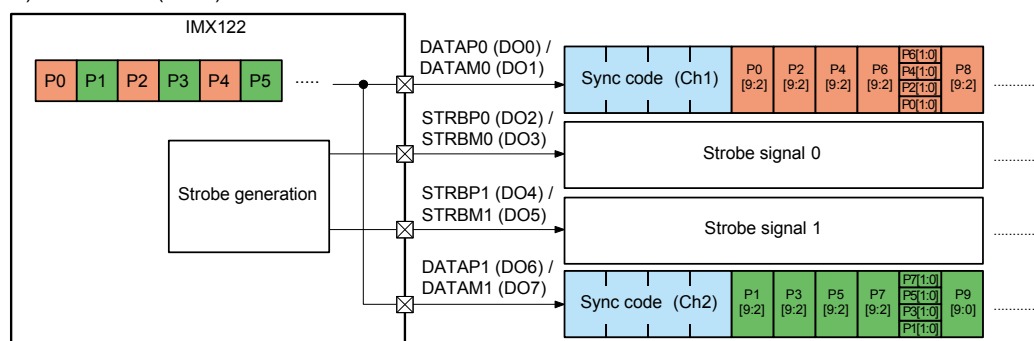 IMX122
P0 P1 P2 P3 P4 P5 .....
Strobe generation
DATAP0 (DO0) /
DATAM0 (DO1)
STRBP0 (DO2) /
STRBM0 (DO3)
STRBP1 (DO4) /
STRBM1 (DO5)
DATAP1 (DO6) /
DATAM1 (DO7)
Sync code (Ch1)
P0
[9:2]
P2
[9:2]
P4
[9:2]
P6
[9:2]
P6[1:0]
P4[1:0]
P2[1:0]
P0[1:0]
P8
[9:2]
Strobe signal 0
Strobe signal 1
Sync code (Ch2)
P1
[9:2]
P3
[9:2]
P5
[9:2]
P7
[9:2]
P7[1:0]
P5[1:0]
P3[1:0]
P1[1:0]
P9
[9:0]